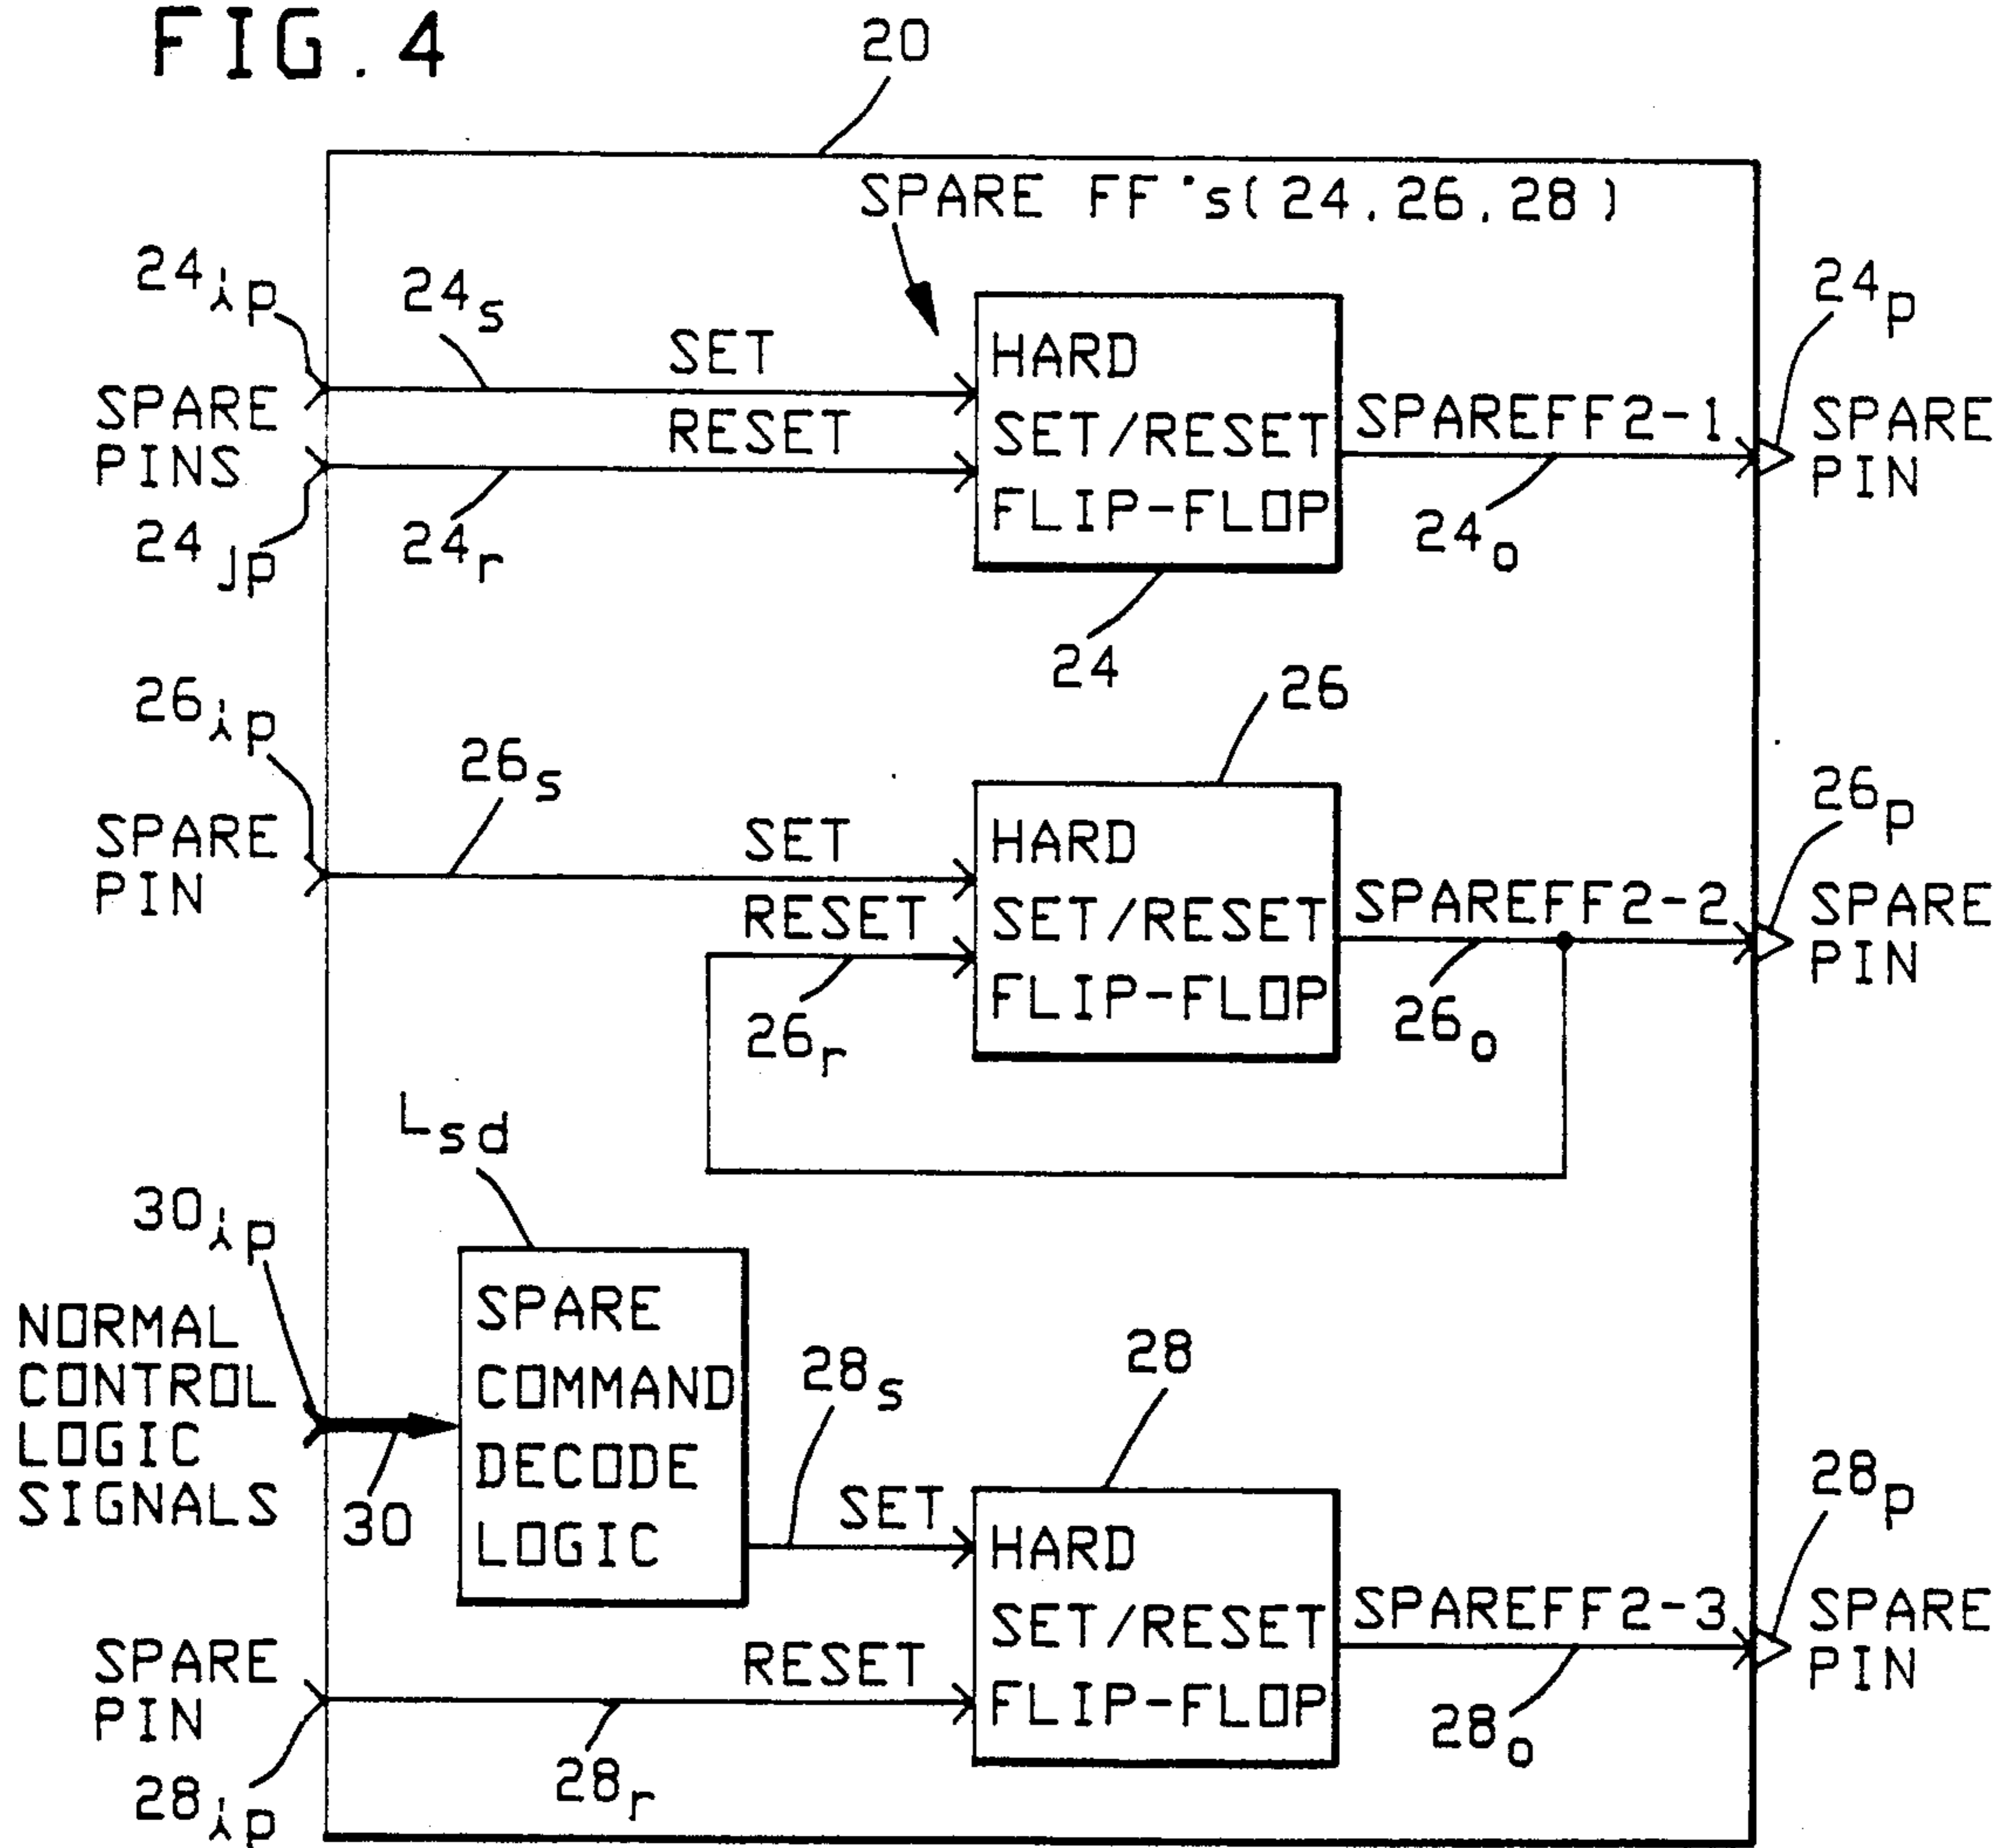 FIG.4
20
SPARE FF's(24,26,28)
24ip
24s
SET
SPARE
PINS
RESET
24jp
24r
HARD
SET/RESET
FLIP-FLOP
24
SPAREFF2-1
24o
24p
SPARE
PIN
26ip
26s
SPARE
PIN
SET
RESET
26r
26
HARD
SET/RESET
FLIP-FLOP
SPAREFF2-2
26o
26p
SPARE
PIN
Lsd
30ip
NORMAL
CONTROL
LOGIC
SIGNALS
30
SPARE
COMMAND
DECODE
LOGIC
28s
SET
28
HARD
SET/RESET
FLIP-FLOP
SPAREFF2-3
28o
28p
SPARE
PIN
SPARE
PIN
RESET
28r
28ip